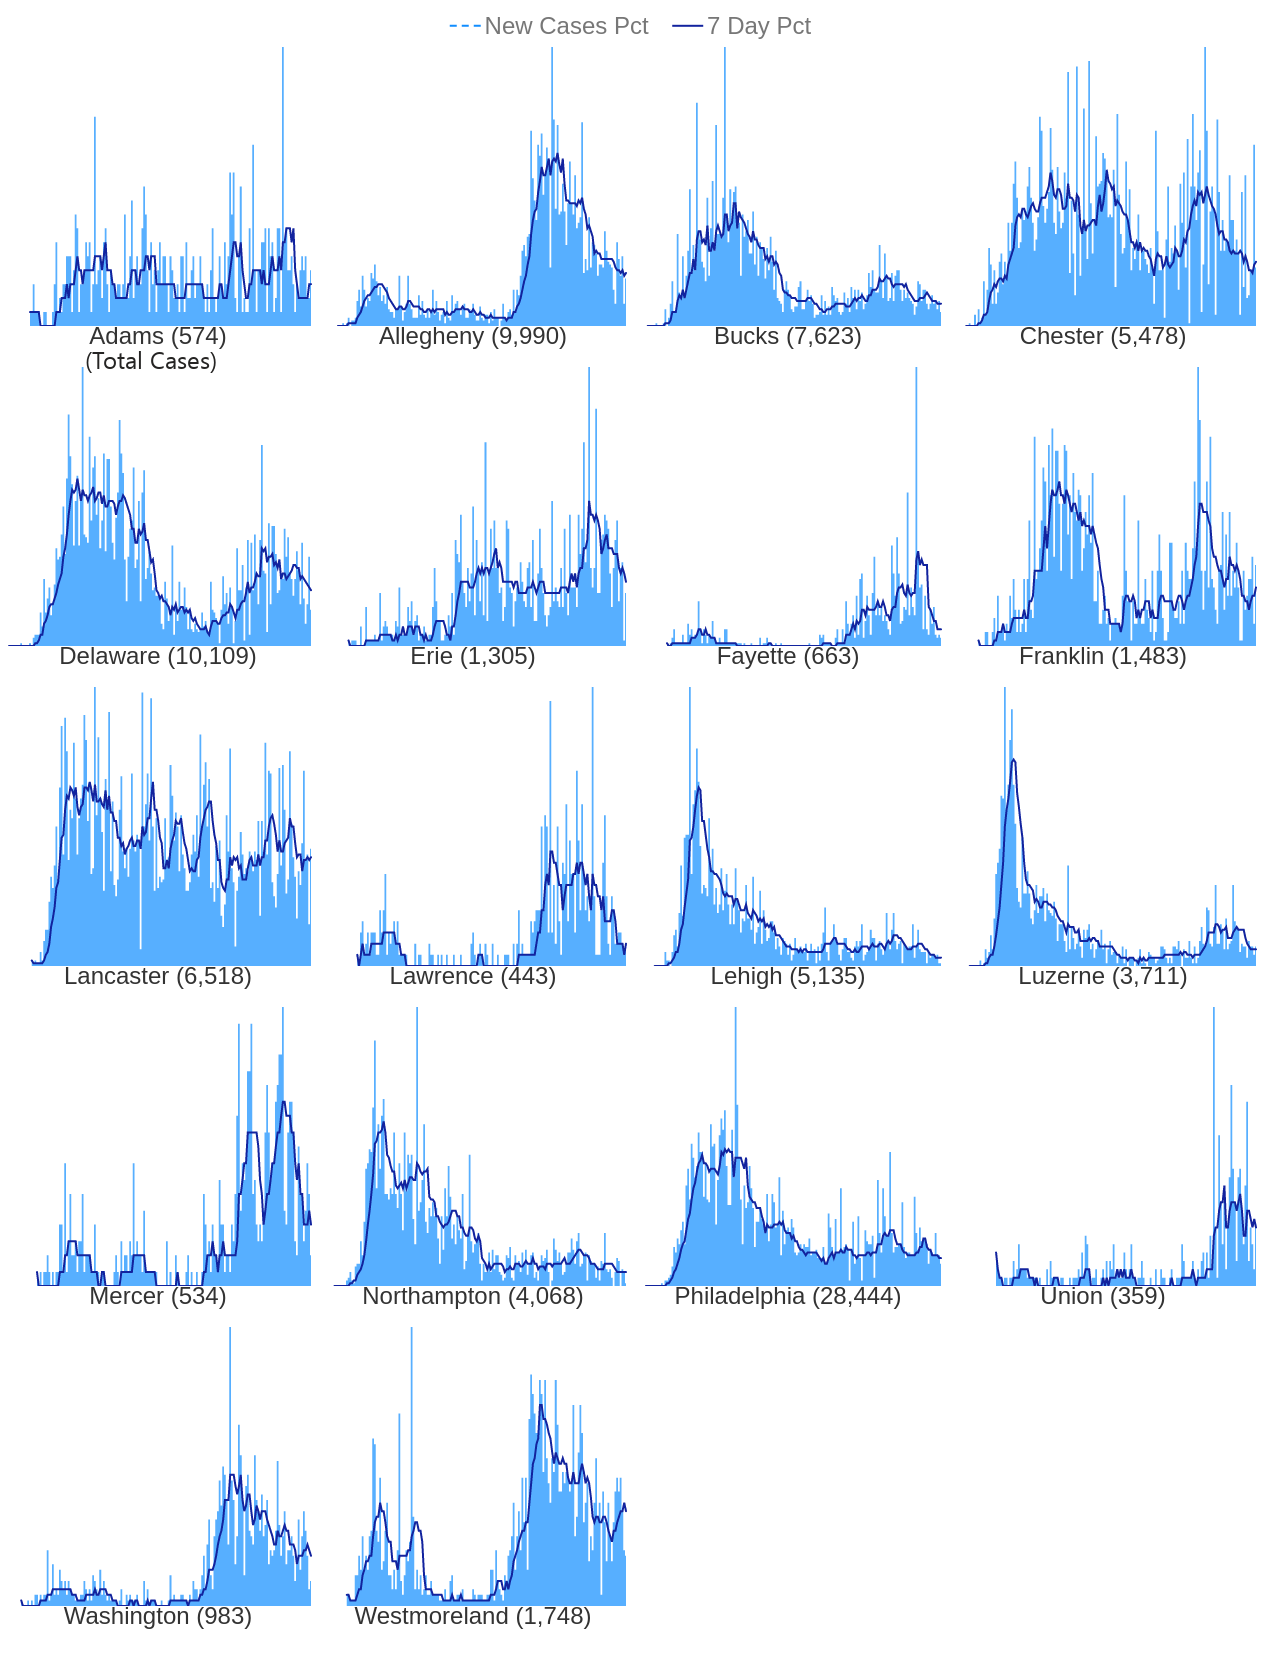 New Cases Pct 7 Day Pct
Adams (574) Allegheny (9,990) Bucks (7,623) Chester (5,478)
(Total Cases)
Delaware (10,109) Erie (1,305) Fayette (663) Franklin (1,483)
Lancaster (6,518) Lawrence (443) Lehigh (5,135) Luzerne (3,711)
Mercer (534) Northampton (4,068) Philadelphia (28,444) Union (359)
Washington (983) Westmoreland (1,748)